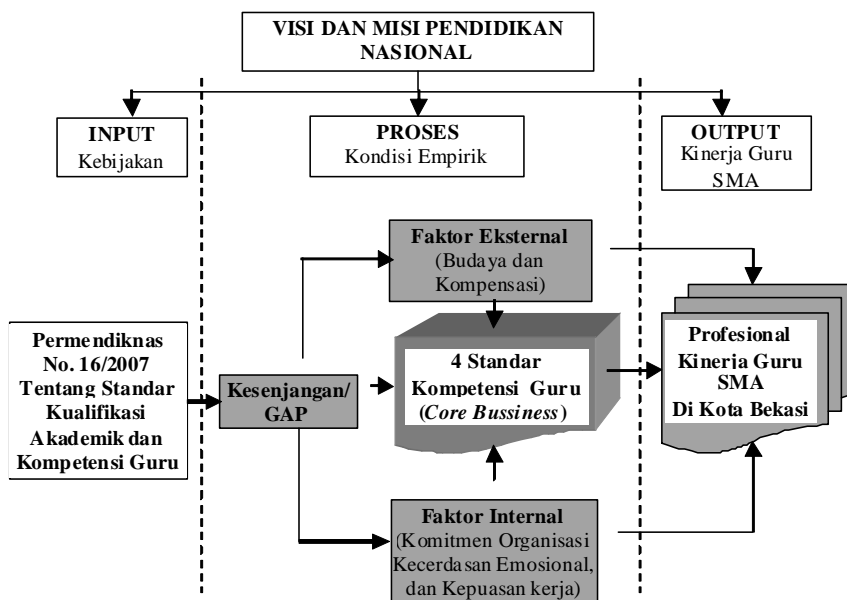 VISI DAN MISI PENDIDIKAN
NASIONAL
INPUT
Kebijakan
PROSES
Kondisi Empirik
OUTPUT
Kinerja Guru
SMA
Faktor Eksternal
(Budaya dan
Kompensasi)
Permendiknas
No. 16/2007
Tentang Standar
Kualifikasi
Akademik dan
Kompetensi Guru
Kesenjangan/
GAP
4 Standar
Kompetensi Guru
(Core Bussiness)
Profesional
Kinerja Guru
SMA
Di Kota Bekasi
Faktor Internal
(Komitmen Organisasi
Kecerdasan Emosional,
dan Kepuasan kerja)